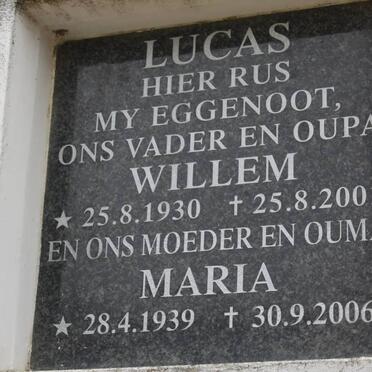 LUCAS
HIER RUS
MY EGGENOOT,
ONS VADER EN OUPA
WILLEM
★ 25.8.1930 † 25.8.200
EN ONS MOEDER EN OUMA
MARIA
★ 28.4.1939 † 30.9.2006